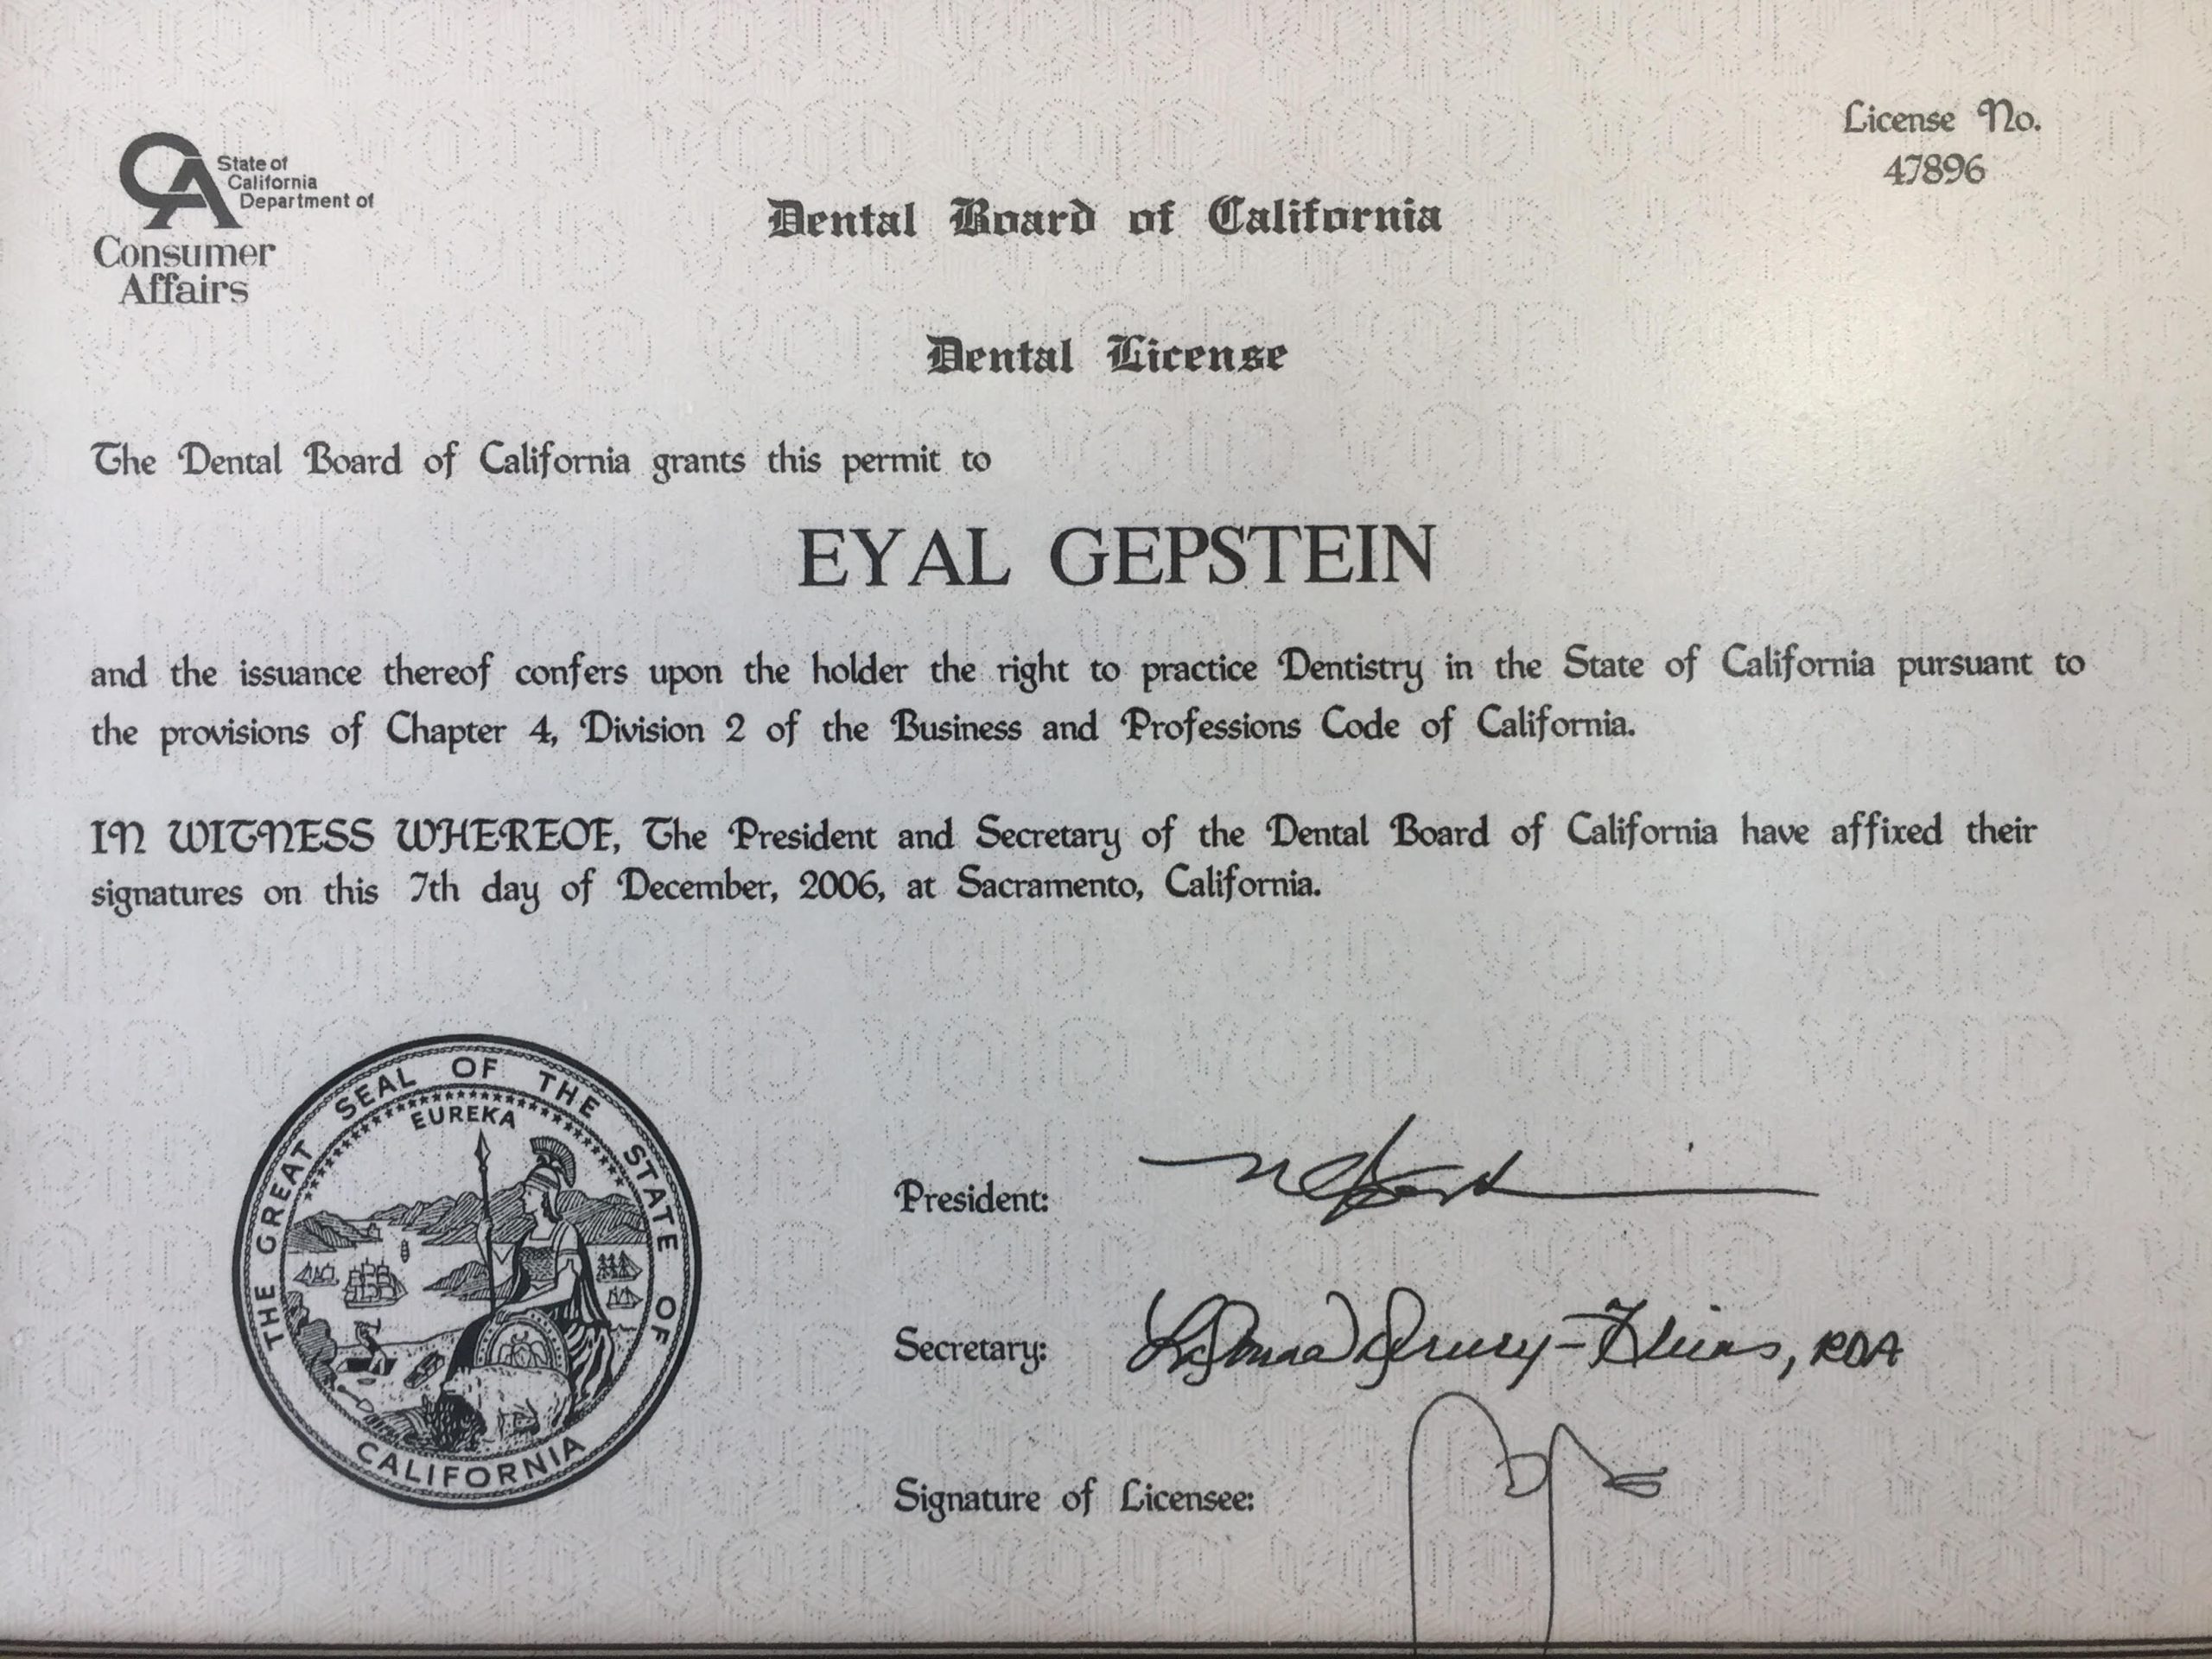 State of
California
Department of
Consumer
Affairs
License No.
47896
Dental Board of California
Dental License
The Dental Board of California grants this permit to
EYAL GEPSTEIN
and the issuance thereof confers upon the holder the right to practice Dentistry in the State of California pursuant to
the provisions of Chapter 4, Division 2 of the Business and Professions Code of California.
IN WITNESS WHEREOF, The President and Secretary of the Dental Board of California have affixed their
signatures on this 7th day of December, 2006, at Sacramento, California.
THE GREAT SEAL OF THE STATE OF CALIFORNIA
EUREKA
President:
Secretary: RDA
Signature of Licensee: